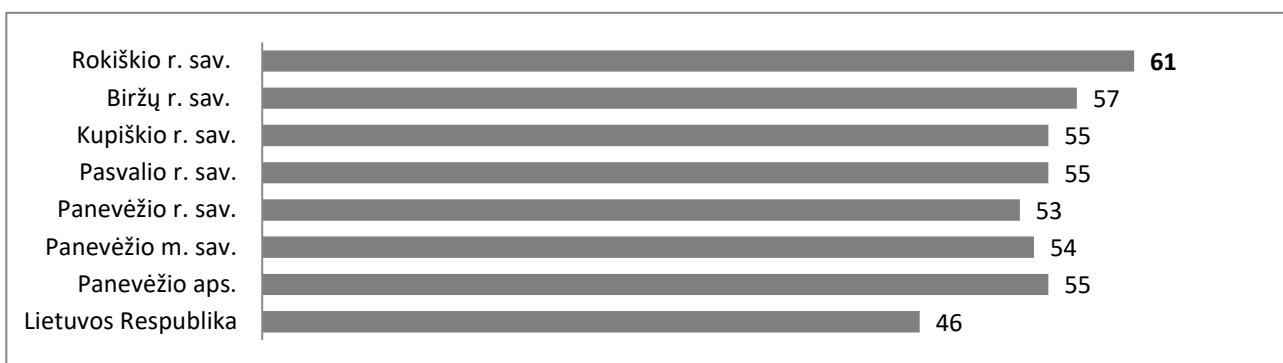 Rokiškio r. sav. 61
Biržų r. sav. 57
Kupiškio r. sav. 55
Pasvalio r. sav. 55
Panevėžio r. sav. 53
Panevėžio m. sav. 54
Panevėžio aps. 55
Lietuvos Respublika 46